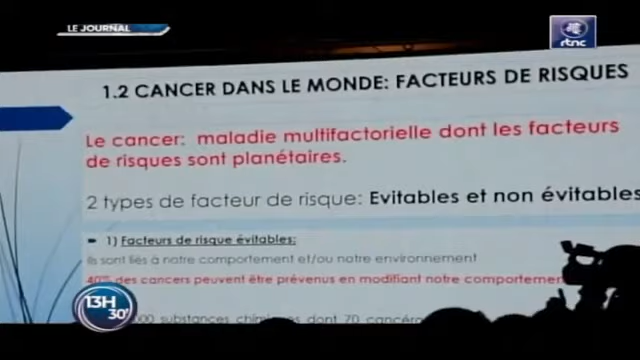 LE JOURNAL
rtnc
1.2 CANCER DANS LE MONDE: FACTEURS DE RISQUES
Le cancer: maladie multifactorielle dont les facteurs
de risques sont planétaires.
2 types de facteur de risque: Evitables et non évitables
1) Facteurs de risque évitables:
ils sont liés à notre comportement et/ou notre environnement
40% des cancers peuvent être prévenus en modifiant notre comportement
substances chimiques dont 70
13H
30'